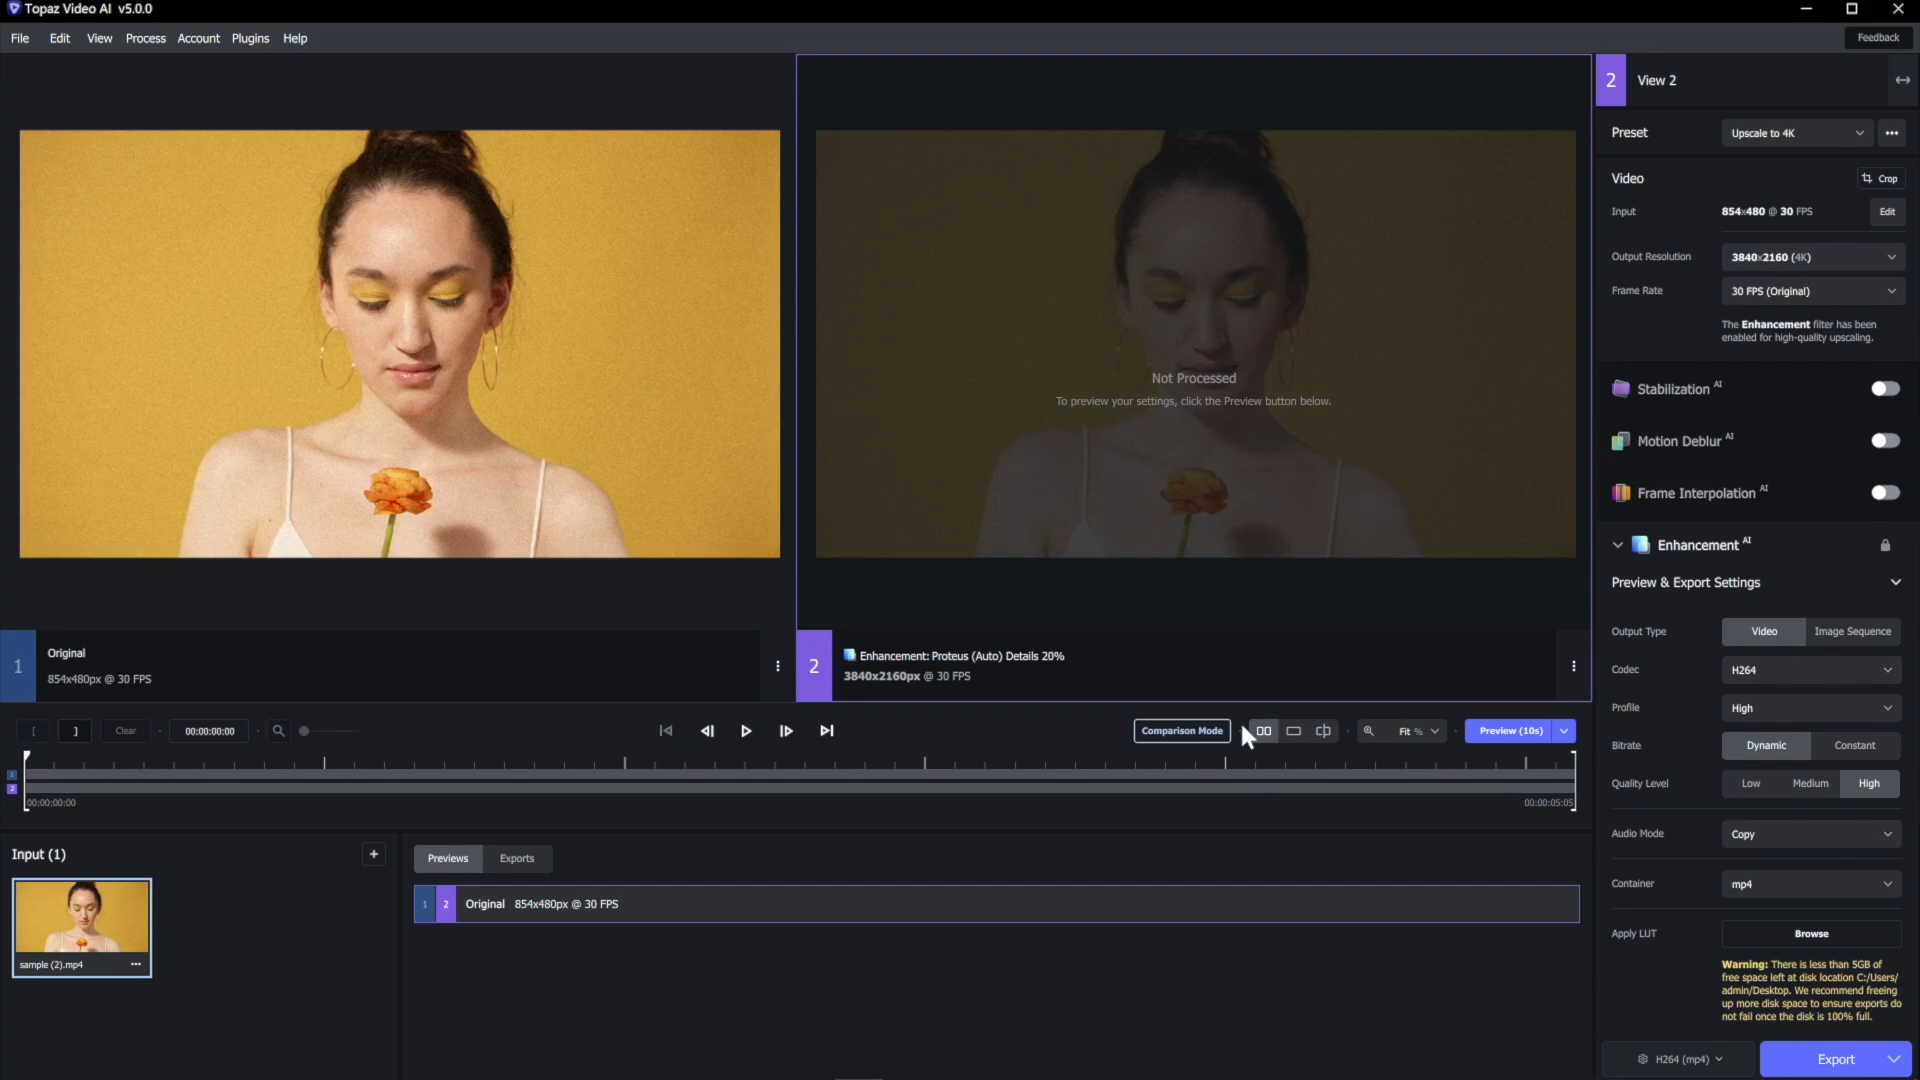 Topaz Video AI v5.0.0
File Edit View Process Account Plugins Help
Feedback
2 View 2
Preset Upscale to 4K
Video Crop
Input 854x480 @ 30 FPS Edit
Output Resolution 3840x2160 (4K)
Frame Rate 30 FPS (Original)
The Enhancement filter has been
enabled for high-quality upscaling.
Stabilization AI
Motion Deblur AI
Frame Interpolation AI
Enhancement AI
Preview & Export Settings
Output Type Video Image Sequence
Codec H264
Profile High
Bitrate Dynamic Constant
Quality Level Low Medium High
Audio Mode Copy
Container mp4
Apply LUT Browse
Warning: There is less than 5GB of
free space left at disk location C:/Users/
admin/Desktop. We recommend freeing
up more disk space to ensure exports do
not fail once the disk is 100% full.
H264 (mp4) Export
Not Processed
To preview your settings, click the Preview button below.
1 Original
854x480px @ 30 FPS
2 Enhancement: Proteus (Auto) Details 20%
3840x2160px @ 30 FPS
[ ] Clear 00:00:00:00 Comparison Mode Fit % Preview (10s)
1
2
00:00:00:00 00:00:05:05
Input (1) +
sample (2).mp4
Previews Exports
1 2 Original 854x480px @ 30 FPS